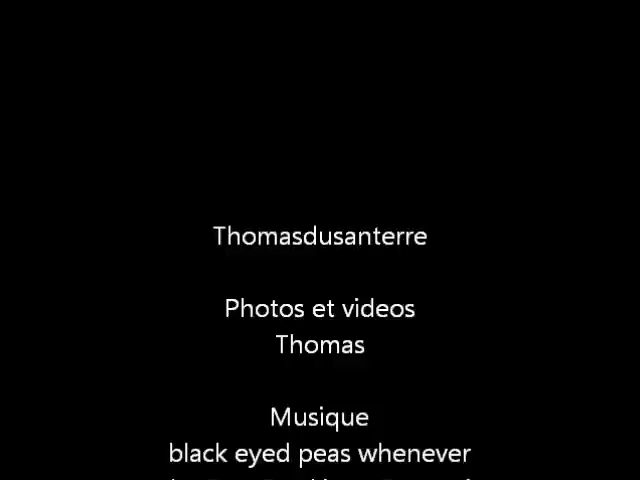 Thomasdusanterre
Photos et videos
Thomas
Musique
black eyed peas whenever